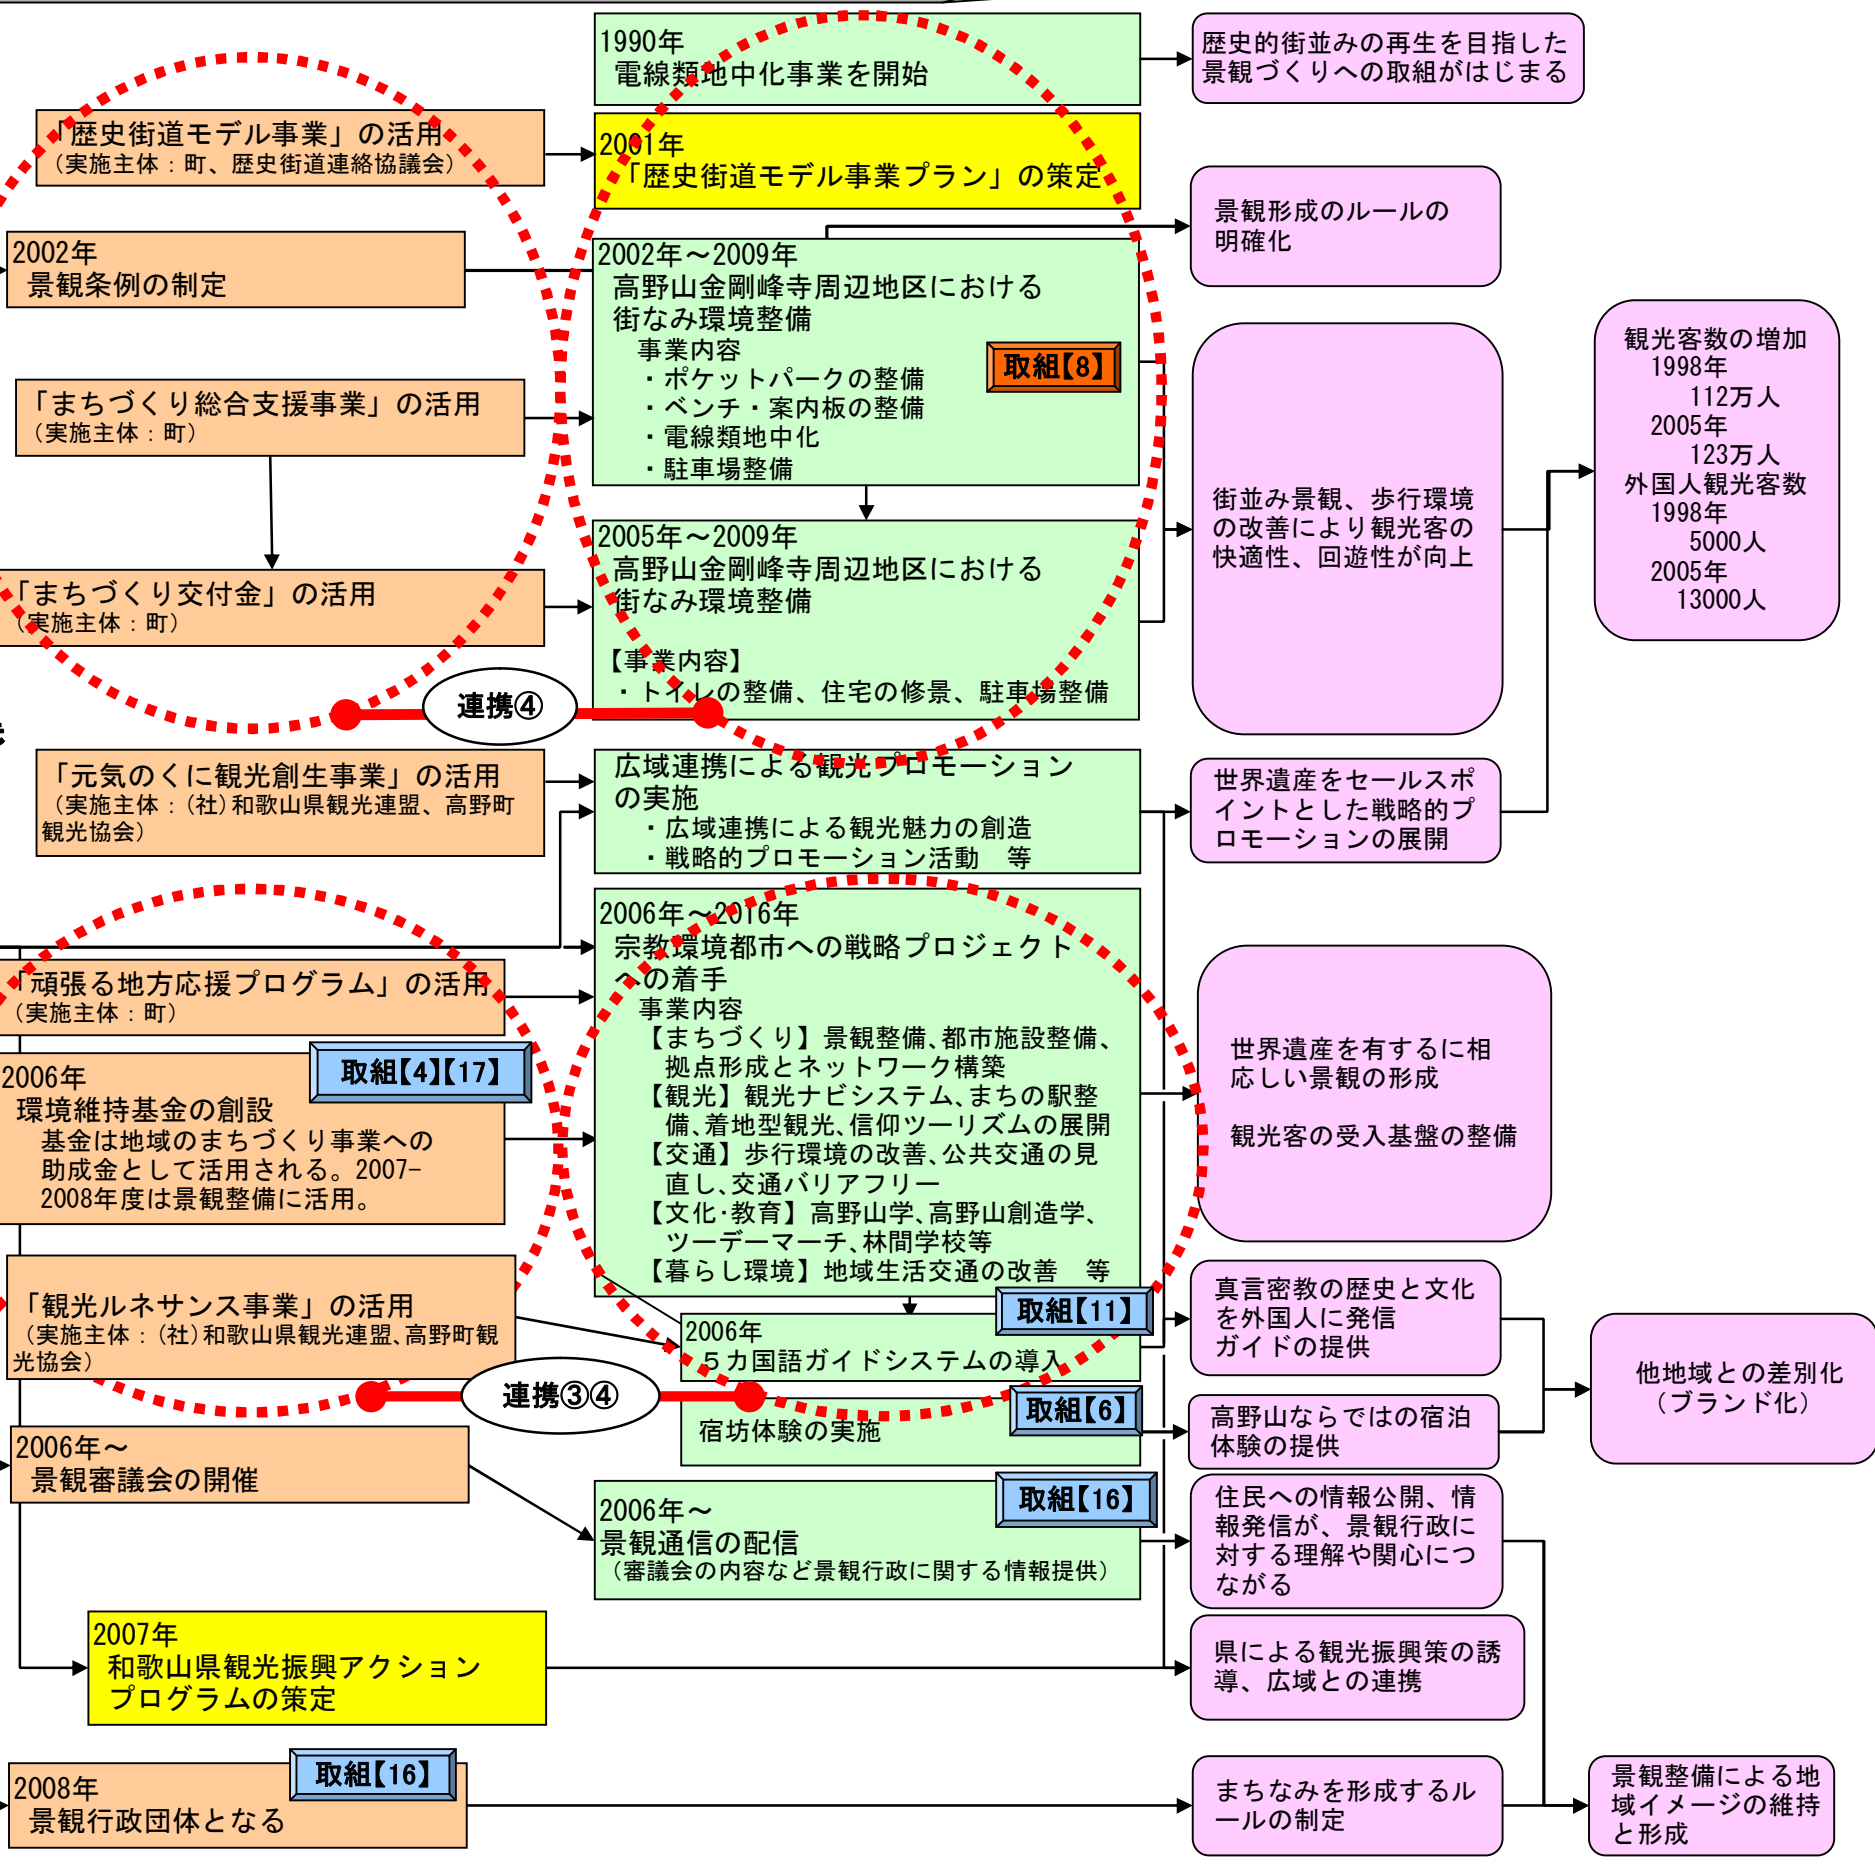 1990年
電線類地中化事業を開始
歴史的街並みの再生を目指した
景観づくりへの取組がはじまる
「歴史街道モデル事業」の活用
（実施主体：町、歴史街道連絡協議会）
2001年
「歴史街道モデル事業プラン」の策定
景観形成のルールの
明確化
2002年
景観条例の制定
2002年～2009年
高野山金剛峰寺周辺地区における
街なみ環境整備
事業内容
・ポケットパークの整備
・ベンチ・案内板の整備
・電線類地中化
・駐車場整備
取組【8】
「まちづくり総合支援事業」の活用
（実施主体：町）
観光客数の増加
1998年
112万人
2005年
123万人
外国人観光客数
1998年
5000人
2005年
13000人
街並み景観、歩行環境
の改善により観光客の
快適性、回遊性が向上
2005年～2009年
高野山金剛峰寺周辺地区における
街なみ環境整備
【事業内容】
・トイレの整備、住宅の修景、駐車場整備
「まちづくり交付金」の活用
（実施主体：町）
連携④
「元気のくに観光創生事業」の活用
（実施主体：(社)和歌山県観光連盟、高野町
観光協会）
広域連携による観光プロモーション
の実施
・広域連携による観光魅力の創造
・戦略的プロモーション活動　等
世界遺産をセールスポ
イントとした戦略的プ
ロモーションの展開
2006年～2016年
宗教環境都市への戦略プロジェクト
への着手
事業内容
【まちづくり】景観整備、都市施設整備、
拠点形成とネットワーク構築
【観光】観光ナビシステム、まちの駅整
備、着地型観光、信仰ツーリズムの展開
【交通】歩行環境の改善、公共交通の見
直し、交通バリアフリー
【文化・教育】高野山学、高野山創造学、
ツーデーマーチ、林間学校等
【暮らし環境】地域生活交通の改善　等
「頑張る地方応援プログラム」の活用
（実施主体：町）
取組【4】【17】
2006年
環境維持基金の創設
基金は地域のまちづくり事業への
助成金として活用される。2007-
2008年度は景観整備に活用。
世界遺産を有するに相
応しい景観の形成
観光客の受入基盤の整備
「観光ルネサンス事業」の活用
（実施主体：(社)和歌山県観光連盟、高野町観
光協会）
取組【11】
2006年
５カ国語ガイドシステムの導入
真言密教の歴史と文化
を外国人に発信
ガイドの提供
他地域との差別化
（ブランド化）
連携③④
取組【6】
宿坊体験の実施
高野山ならではの宿泊
体験の提供
2006年～
景観審議会の開催
取組【16】
2006年～
景観通信の配信
（審議会の内容など景観行政に関する情報提供）
住民への情報公開、情
報発信が、景観行政に
対する理解や関心につ
ながる
2007年
和歌山県観光振興アクション
プログラムの策定
県による観光振興策の誘
導、広域との連携
取組【16】
2008年
景観行政団体となる
まちなみを形成するル
ールの制定
景観整備による地
域イメージの維持
と形成